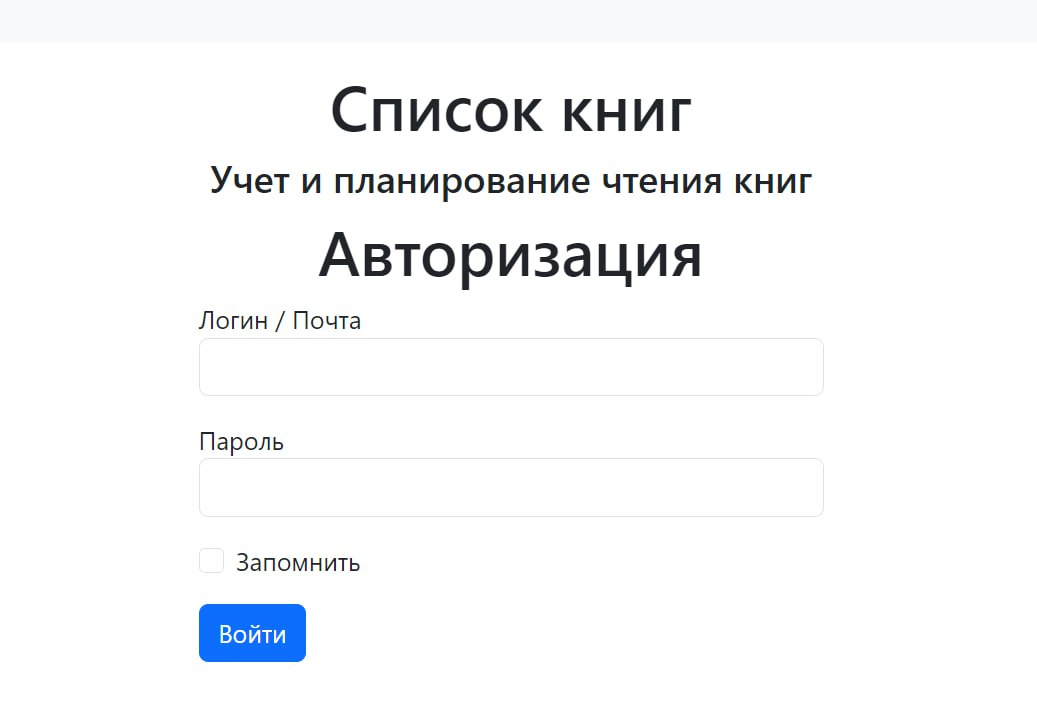 Список книг
Учет и планирование чтения книг
Авторизация
Логин / Почта
Пароль
Запомнить
Войти